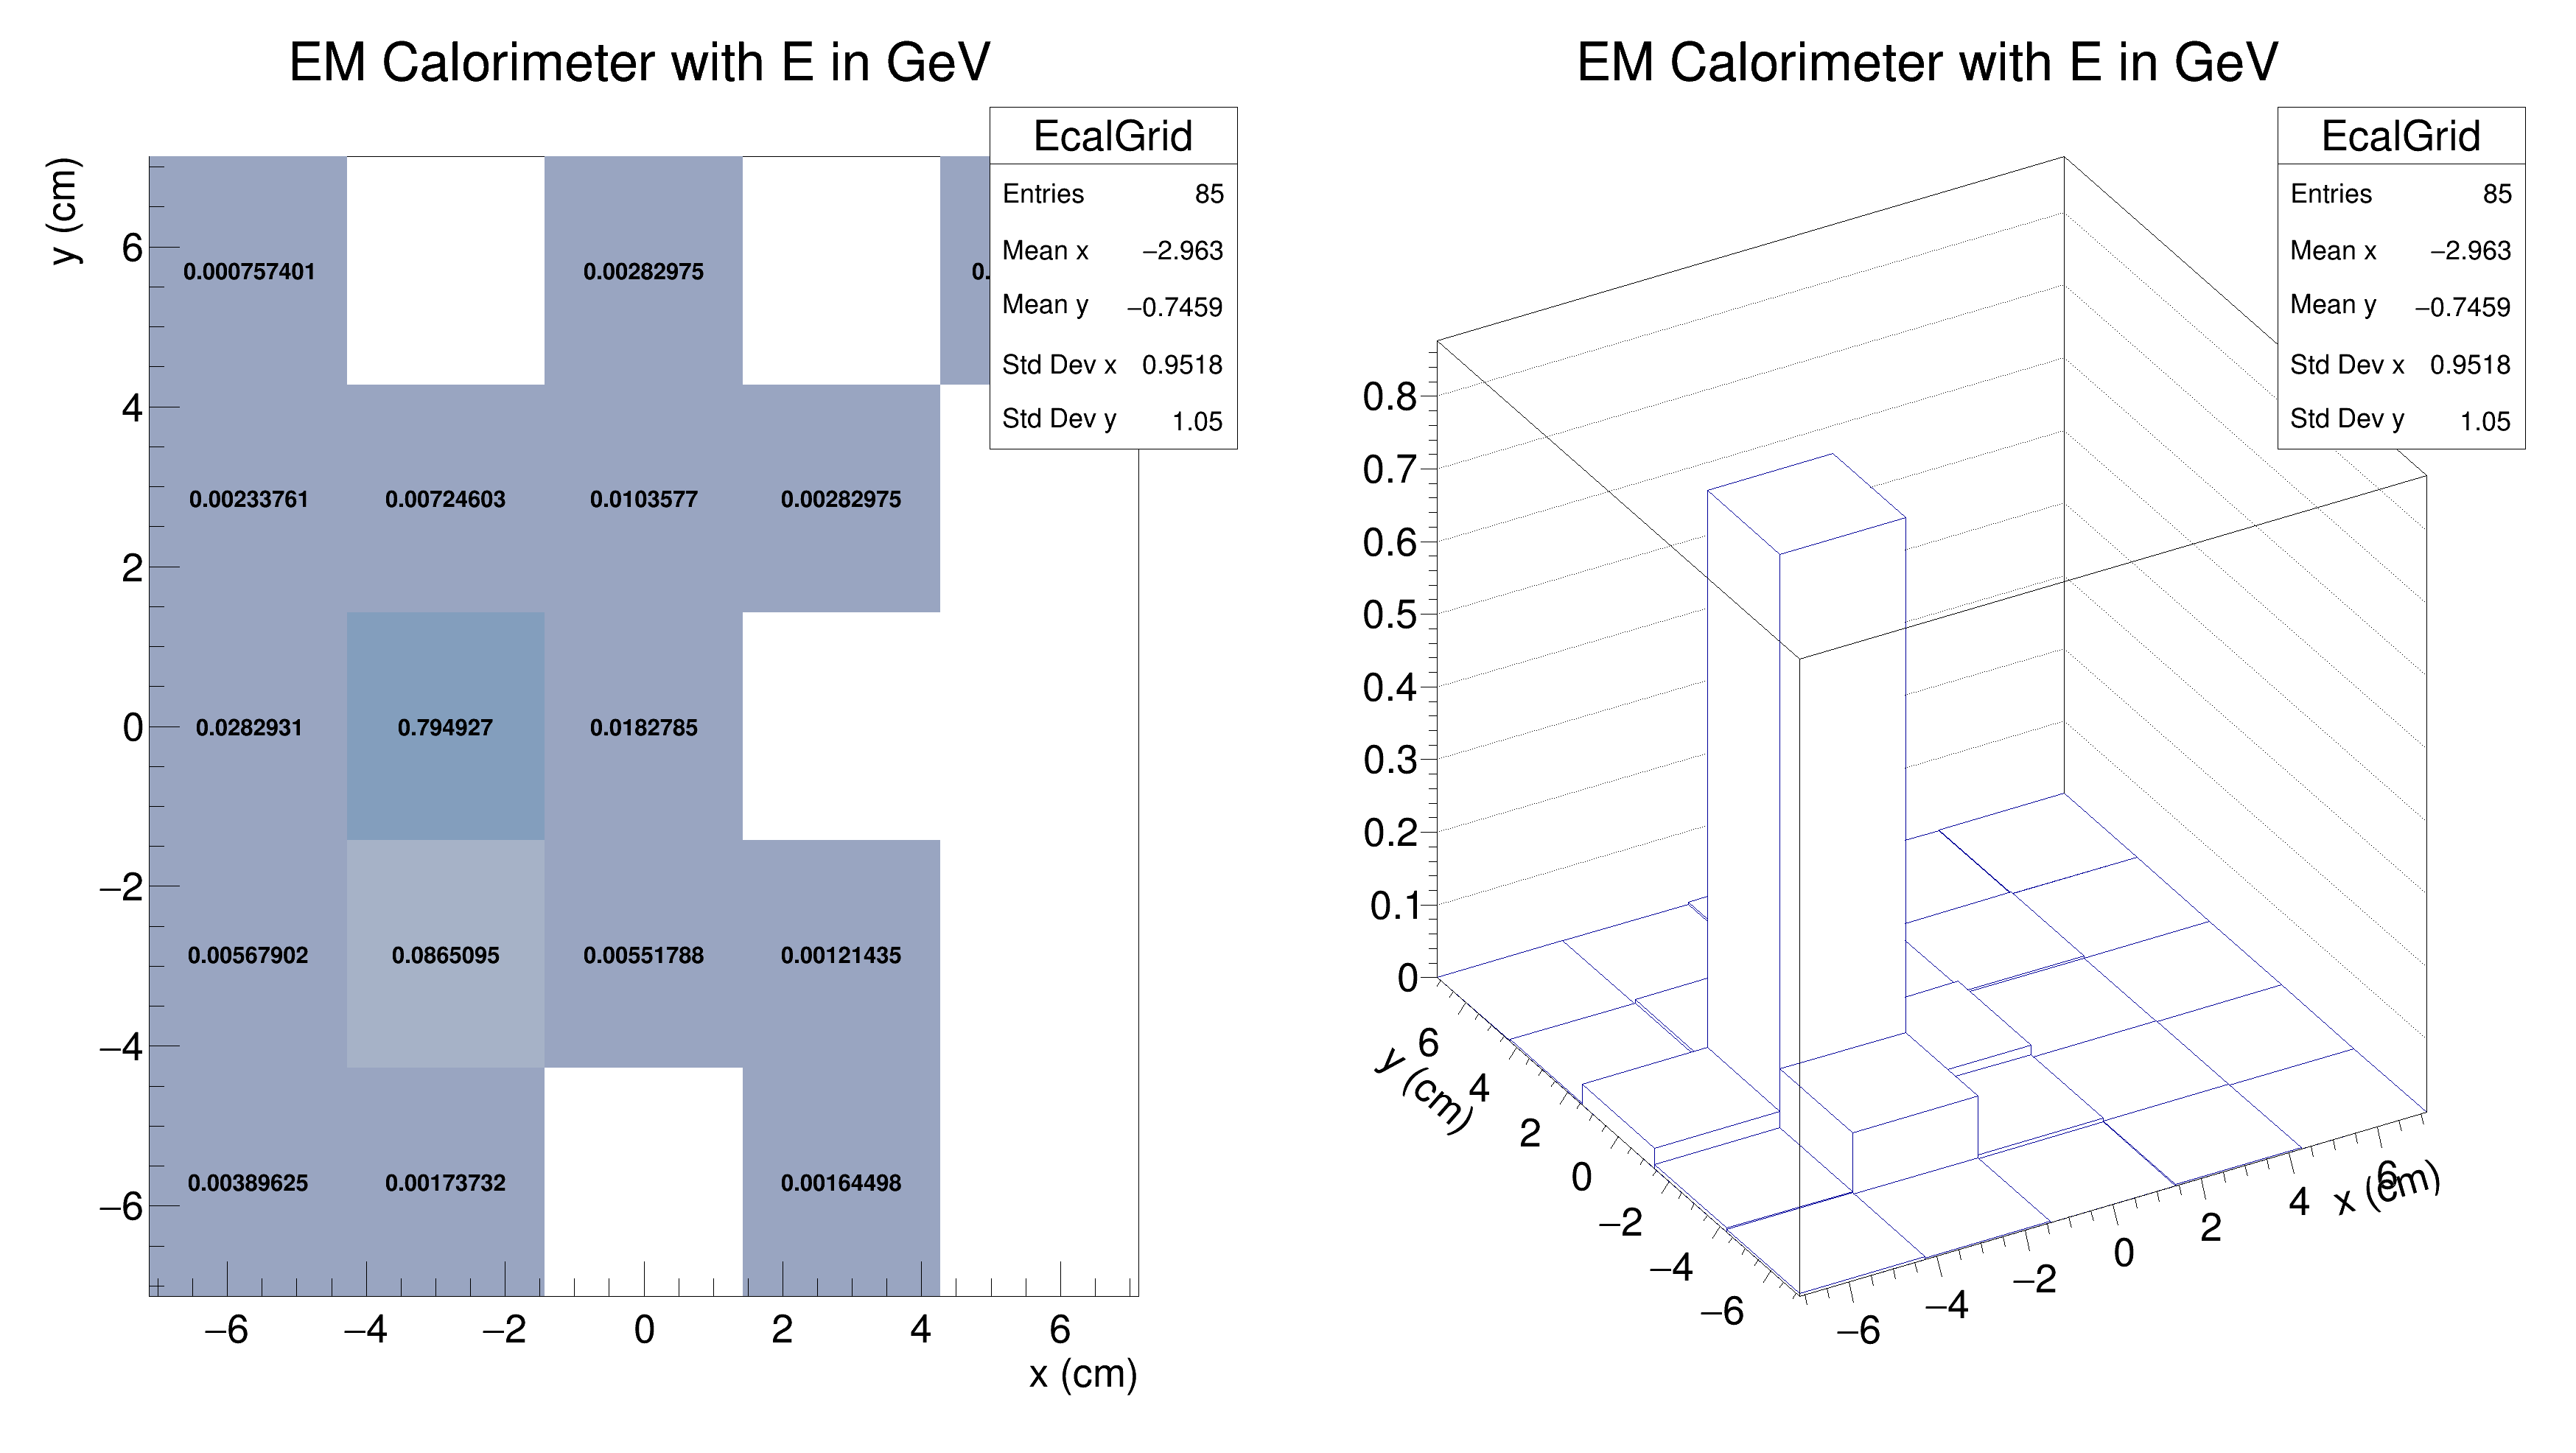 EM Calorimeter with E in GeV
EcalGrid
Entries 85
Mean x −2.963
Mean y −0.7459
Std Dev x 0.9518
Std Dev y 1.05
y (cm)
6
4
2
0
−2
−4
−6
0.000757401 0.00282975 0.
0.00233761 0.00724603 0.0103577 0.00282975
0.0282931 0.794927 0.0182785
0.00567902 0.0865095 0.00551788 0.00121435
0.00389625 0.00173732 0.00164498
−6 −4 −2 0 2 4 6
x (cm)
EM Calorimeter with E in GeV
EcalGrid
Entries 85
Mean x −2.963
Mean y −0.7459
Std Dev x 0.9518
Std Dev y 1.05
0.8
0.7
0.6
0.5
0.4
0.3
0.2
0.1
0
y (cm)
6
4
2
0
−2
−4
−6
−6 −4 −2 0 2 4 6
x (cm)